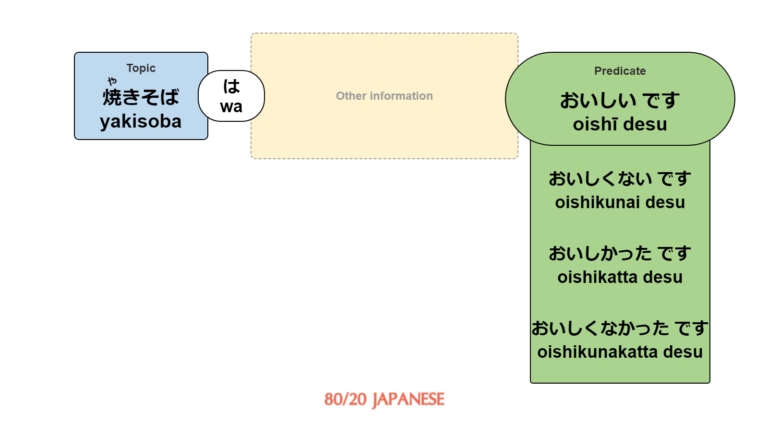 Topic
や
焼きそば
yakisoba
は
wa
Other information
Predicate
おいしい です
oishī desu
おいしくない です
oishikunai desu
おいしかった です
oishikatta desu
おいしくなかった です
oishikunakatta desu
80/20 JAPANESE